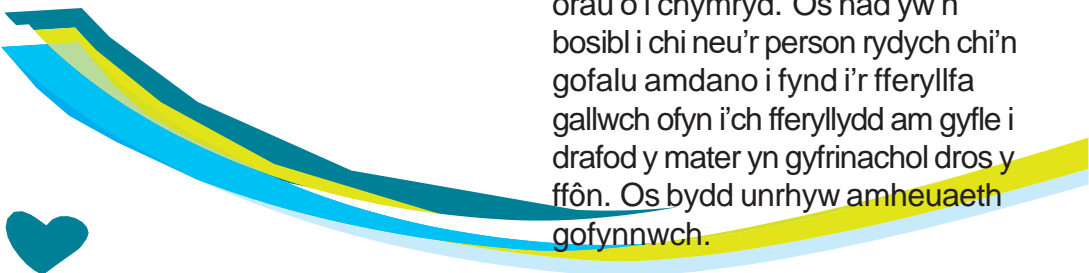 orau o'i chymryd. Os nad yw'n
bosibl i chi neu'r person rydych chi'n
gofalu amdano i fynd i'r fferyllfa
gallwch ofyn i'ch fferyllydd am gyfle i
drafod y mater yn gyfrinachol dros y
ffôn. Os bydd unrhyw amheuaeth
gofynnwch.